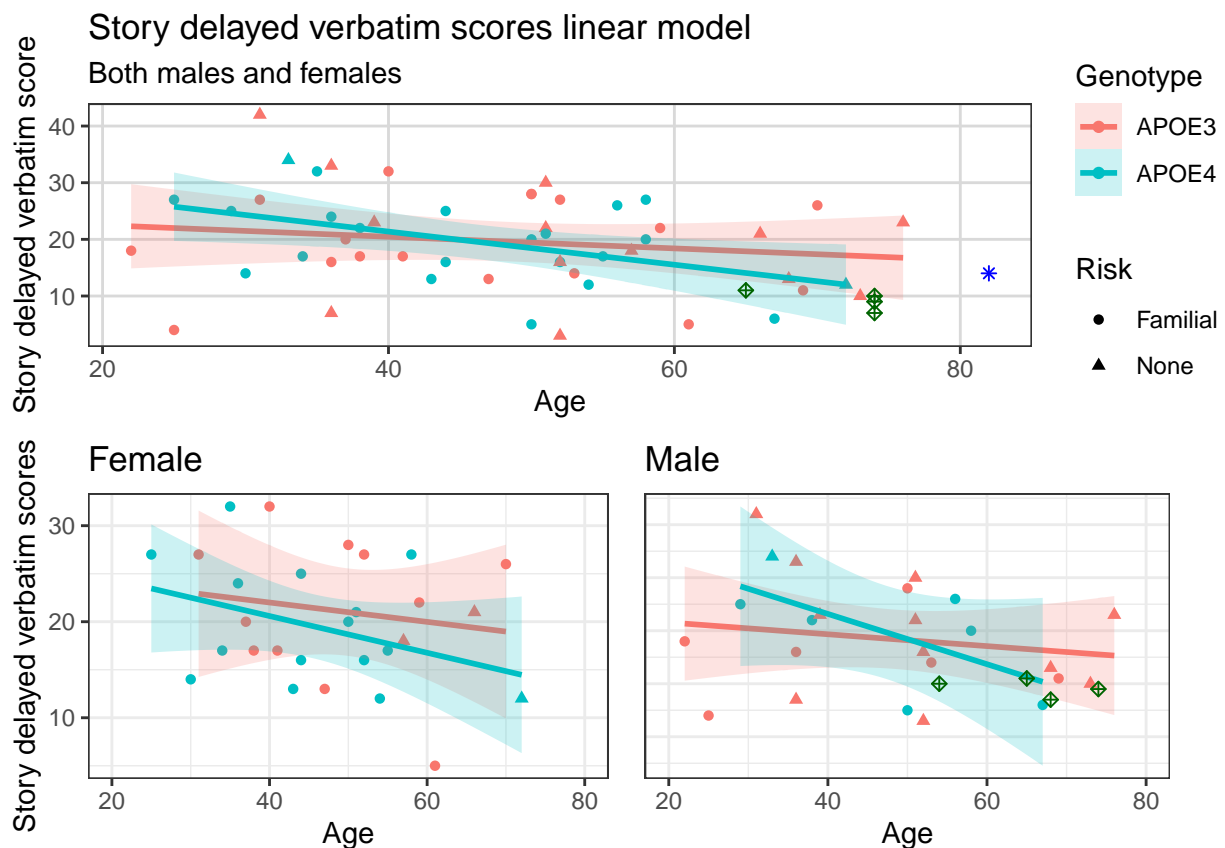 Story delayed verbatim scores linear model
Both males and females
Story delayed verbatim score
40
30
20
10
20
40
60
80
Age
Genotype
APOE3
APOE4
Risk
Familial
None
Female
Story delayed verbatim scores
30
20
10
20
40
60
80
Age
Male
20
40
60
80
Age